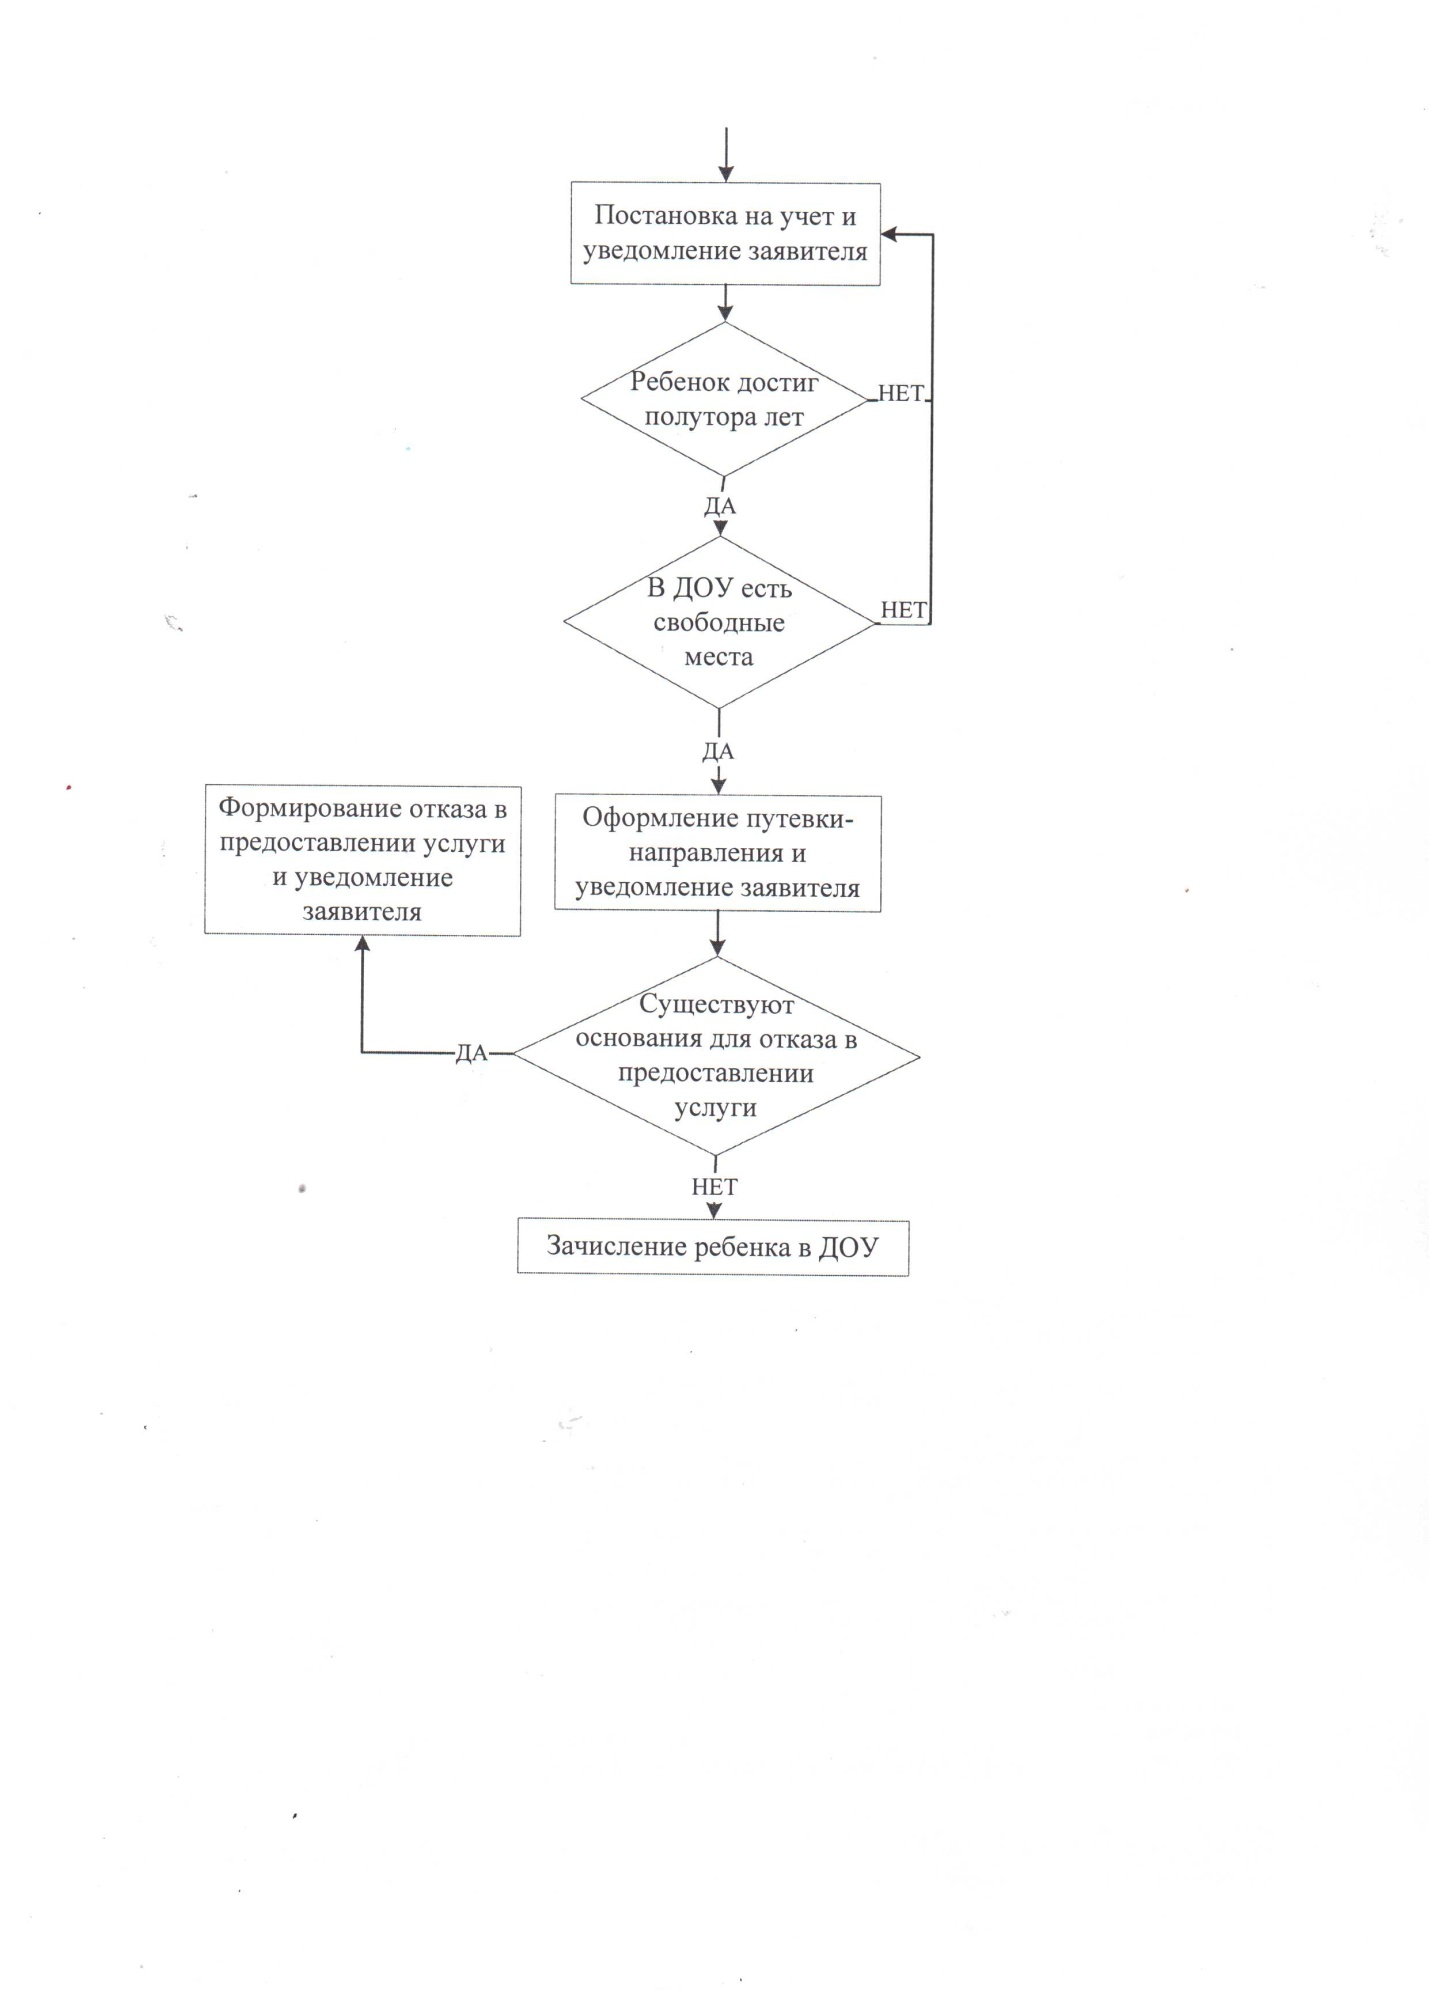 Постановка на учет и
уведомление заявителя
Ребенок достиг
полутора лет
НЕТ
ДА
В ДОУ есть
свободные
места
НЕТ
ДА
Формирование отказа в
предоставлении услуги
и уведомление
заявителя
Оформление путевки-
направления и
уведомление заявителя
Существуют
основания для отказа в
предоставлении
услуги
ДА
НЕТ
Зачисление ребенка в ДОУ